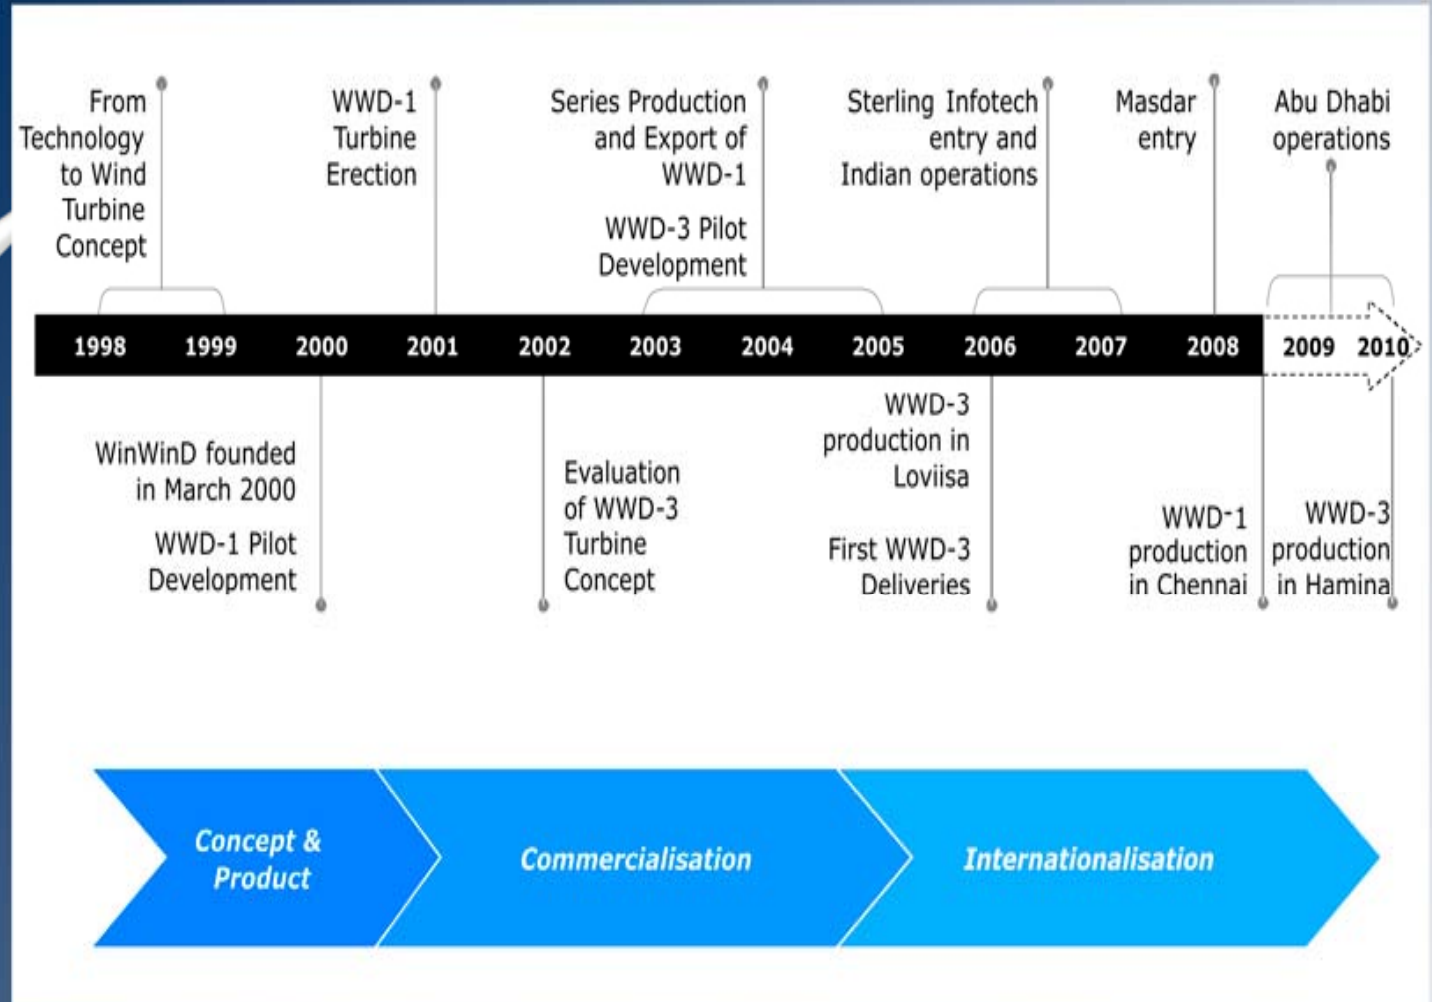 From
Technology
to Wind
Turbine
Concept
WWD-1
Turbine
Erection
Series Production
and Export of
WWD-1
WWD-3 Pilot
Development
Sterling Infotech
entry and
Indian operations
Masdar
entry
Abu Dhabi
operations
1998 1999 2000 2001 2002 2003 2004 2005 2006 2007 2008 2009 2010
WinWinD founded
in March 2000
WWD-1 Pilot
Development
Evaluation
of WWD-3
Turbine
Concept
WWD-3
production in
Loviisa
First WWD-3
Deliveries
WWD-1
production
in Chennai
WWD-3
production
in Hamina
Concept &
Product
Commercialisation
Internationalisation